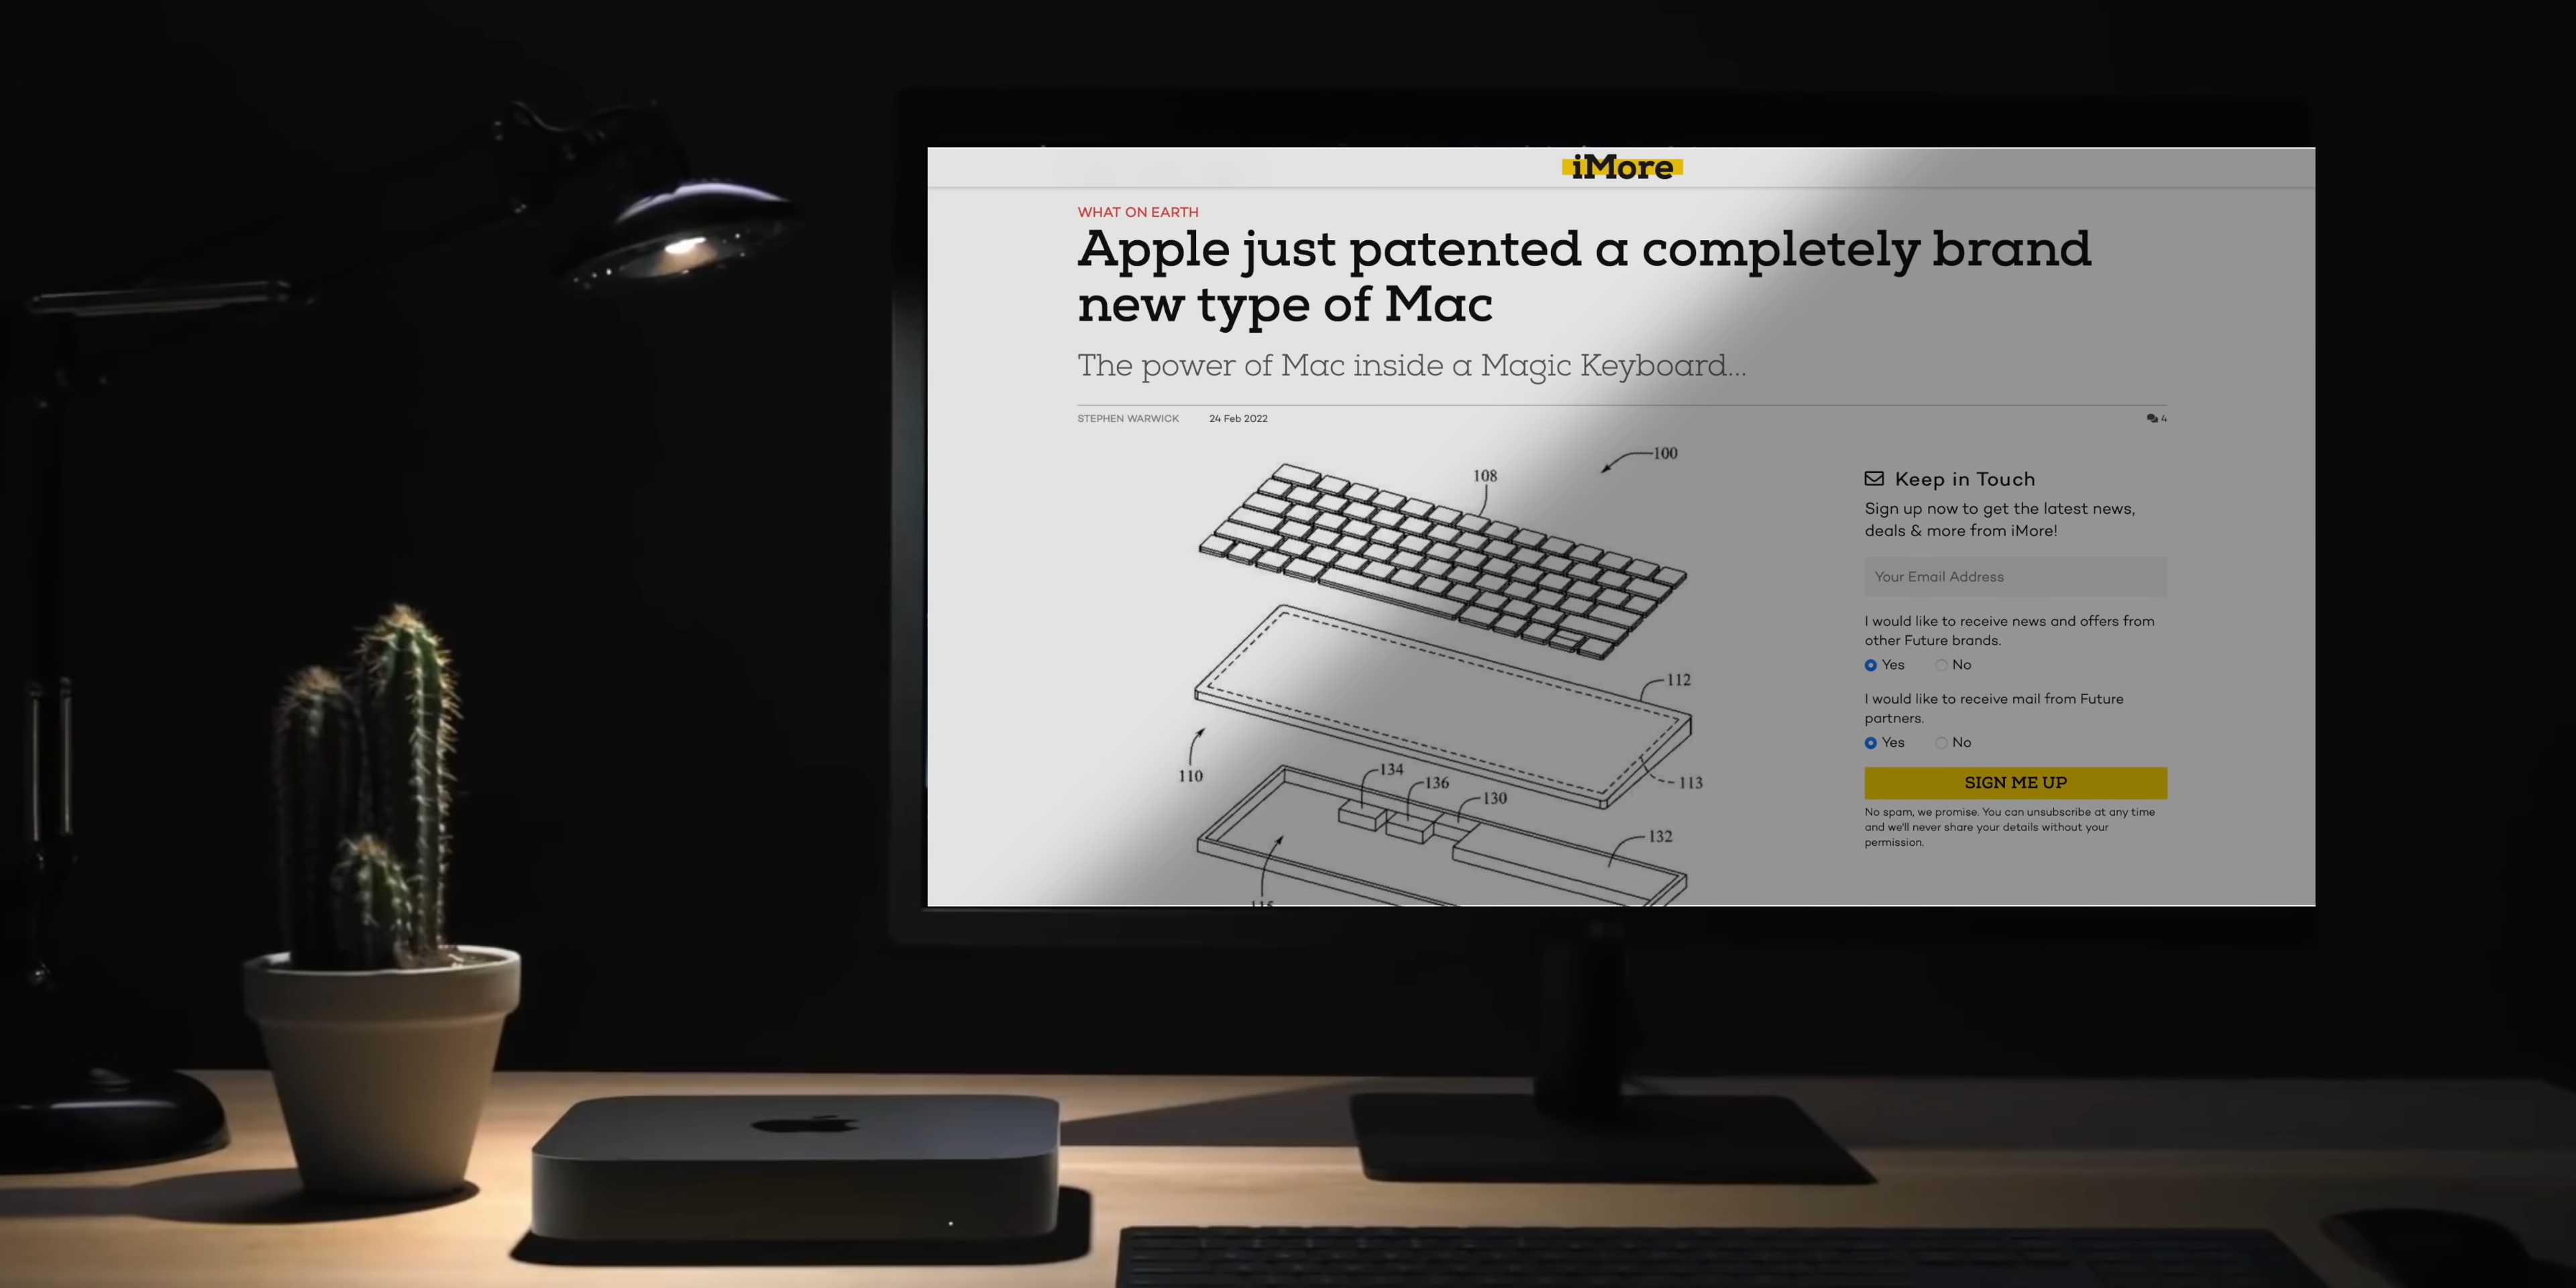 iMore
WHAT ON EARTH
Apple just patented a completely brand
new type of Mac
The power of Mac inside a Magic Keyboard...
STEPHEN WARWICK 24 Feb 2022 4
100
108
112
110
113
134
136
130
132
Keep in Touch
Sign up now to get the latest news,
deals & more from iMore!
Your Email Address
I would like to receive news and offers from
other Future brands.
Yes No
I would like to receive mail from Future
partners.
Yes No
SIGN ME UP
No spam, we promise. You can unsubscribe at any time
and we'll never share your details without your
permission.